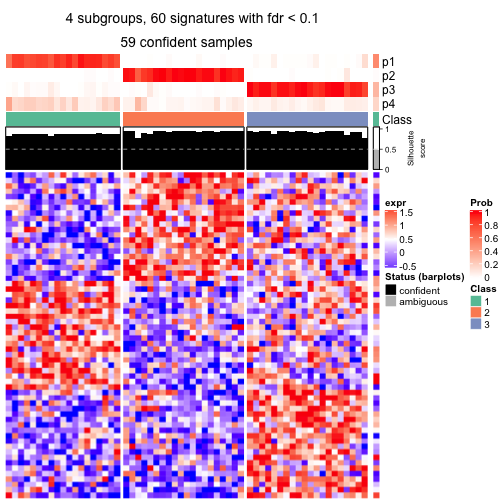 4 subgroups, 60 signatures with fdr < 0.1
59 confident samples
p1
p2
p3
p4
Class
1
0.5
0
Silhouette
score
expr
1.5
1
0.5
0
-0.5
Status (barplots)
confident
ambiguous
Prob
1
0.8
0.6
0.4
0.2
0
Class
1
2
3